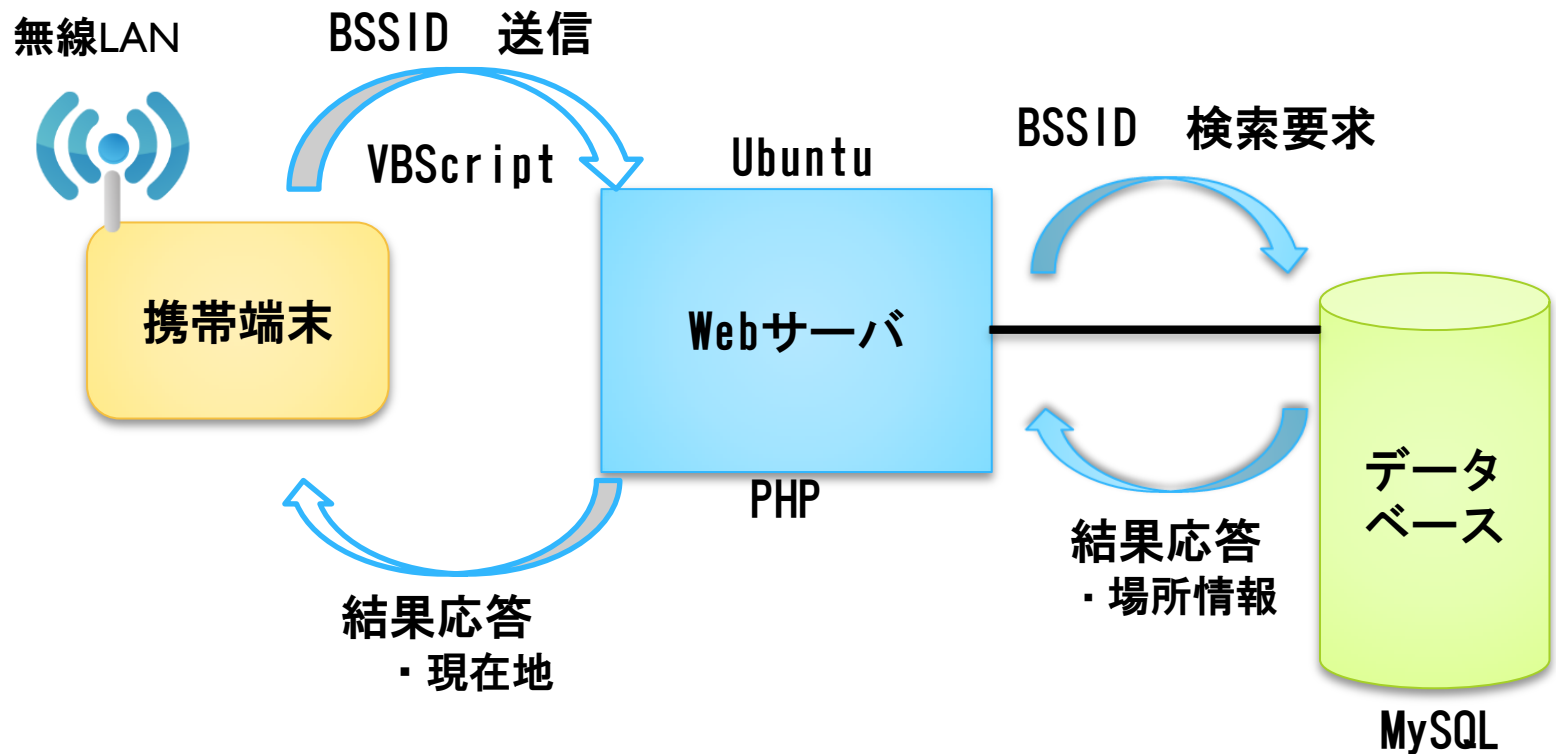 無線LAN
BSSID　送信
VBScript
Ubuntu
BSSID　検索要求
携帯端末
Webサーバ
データ
ベース
PHP
結果応答
・場所情報
結果応答
・現在地
MySQL